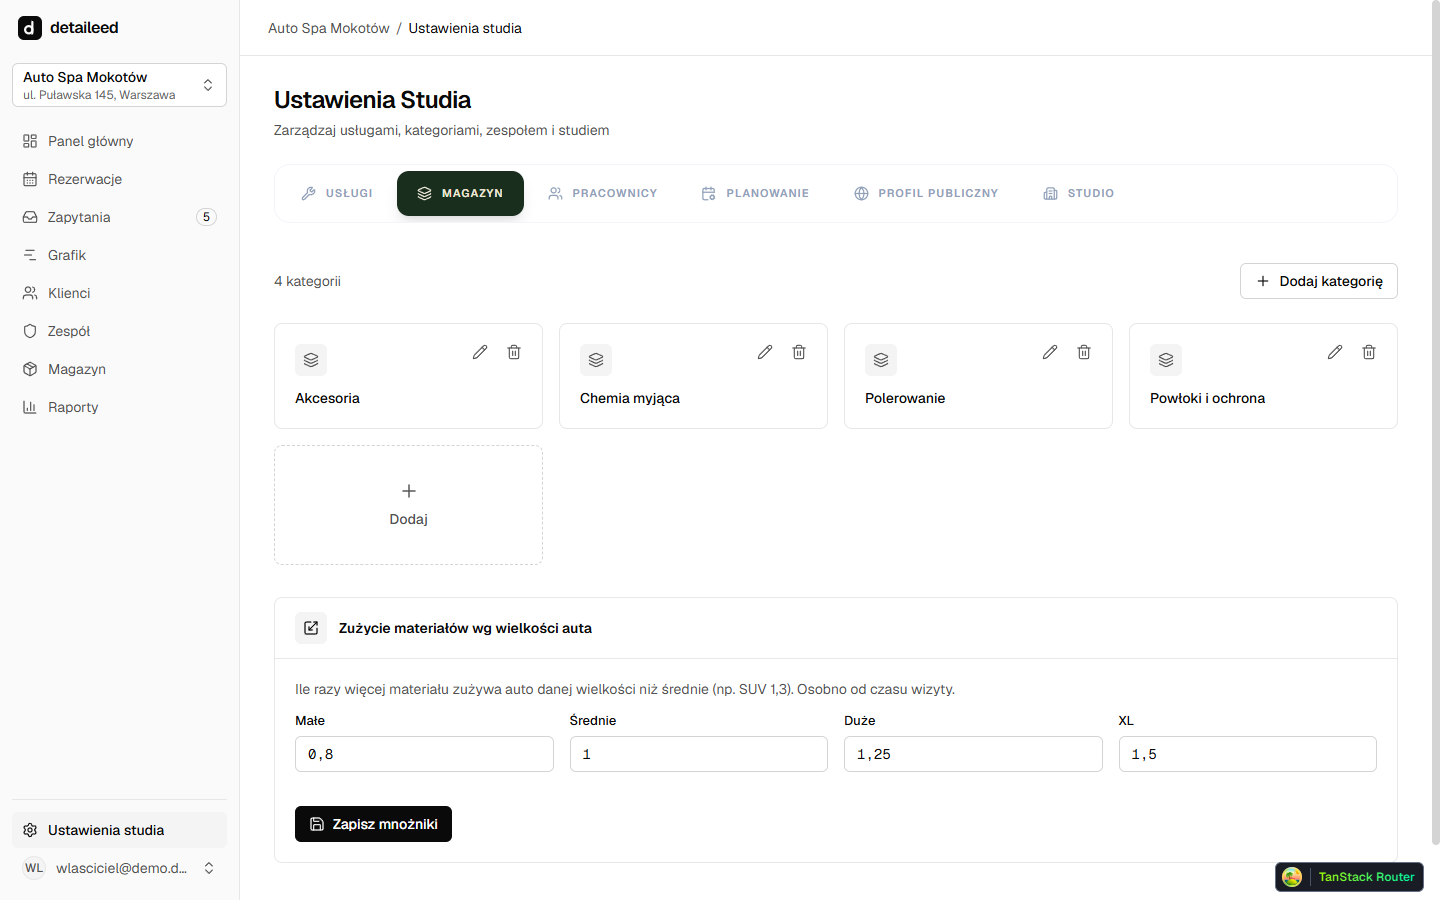 detaileed
Auto Spa Mokotów / Ustawienia studia
Auto Spa Mokotów
ul. Puławska 145, Warszawa
Panel główny
Rezerwacje
Zapytania 5
Grafik
Klienci
Zespół
Magazyn
Raporty
Ustawienia studia
WL wlasciciel@demo.d...
Ustawienia Studia
Zarządzaj usługami, kategoriami, zespołem i studiem
USŁUGI MAGAZYN PRACOWNICY PLANOWANIE PROFIL PUBLICZNY STUDIO
4 kategorii
Dodaj kategorię
Akcesoria
Chemia myjąca
Polerowanie
Powłoki i ochrona
Dodaj
Zużycie materiałów wg wielkości auta
Ile razy więcej materiału zużywa auto danej wielkości niż średnie (np. SUV 1,3). Osobno od czasu wizyty.
Małe Średnie Duże XL
0,8 1 1,25 1,5
Zapisz mnożniki
TanStack Router